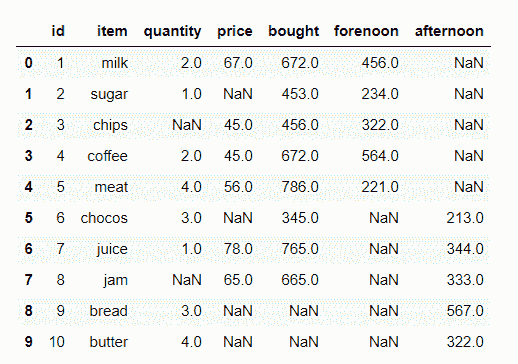 id item quantity price bought forenoon afternoon
0 1 milk 2.0 67.0 672.0 456.0 NaN
1 2 sugar 1.0 NaN 453.0 234.0 NaN
2 3 chips NaN 45.0 456.0 322.0 NaN
3 4 coffee 2.0 45.0 672.0 564.0 NaN
4 5 meat 4.0 56.0 786.0 221.0 NaN
5 6 chocos 3.0 NaN 345.0 NaN 213.0
6 7 juice 1.0 78.0 765.0 NaN 344.0
7 8 jam NaN 65.0 665.0 NaN 333.0
8 9 bread 3.0 NaN NaN NaN 567.0
9 10 butter 4.0 NaN NaN NaN 322.0